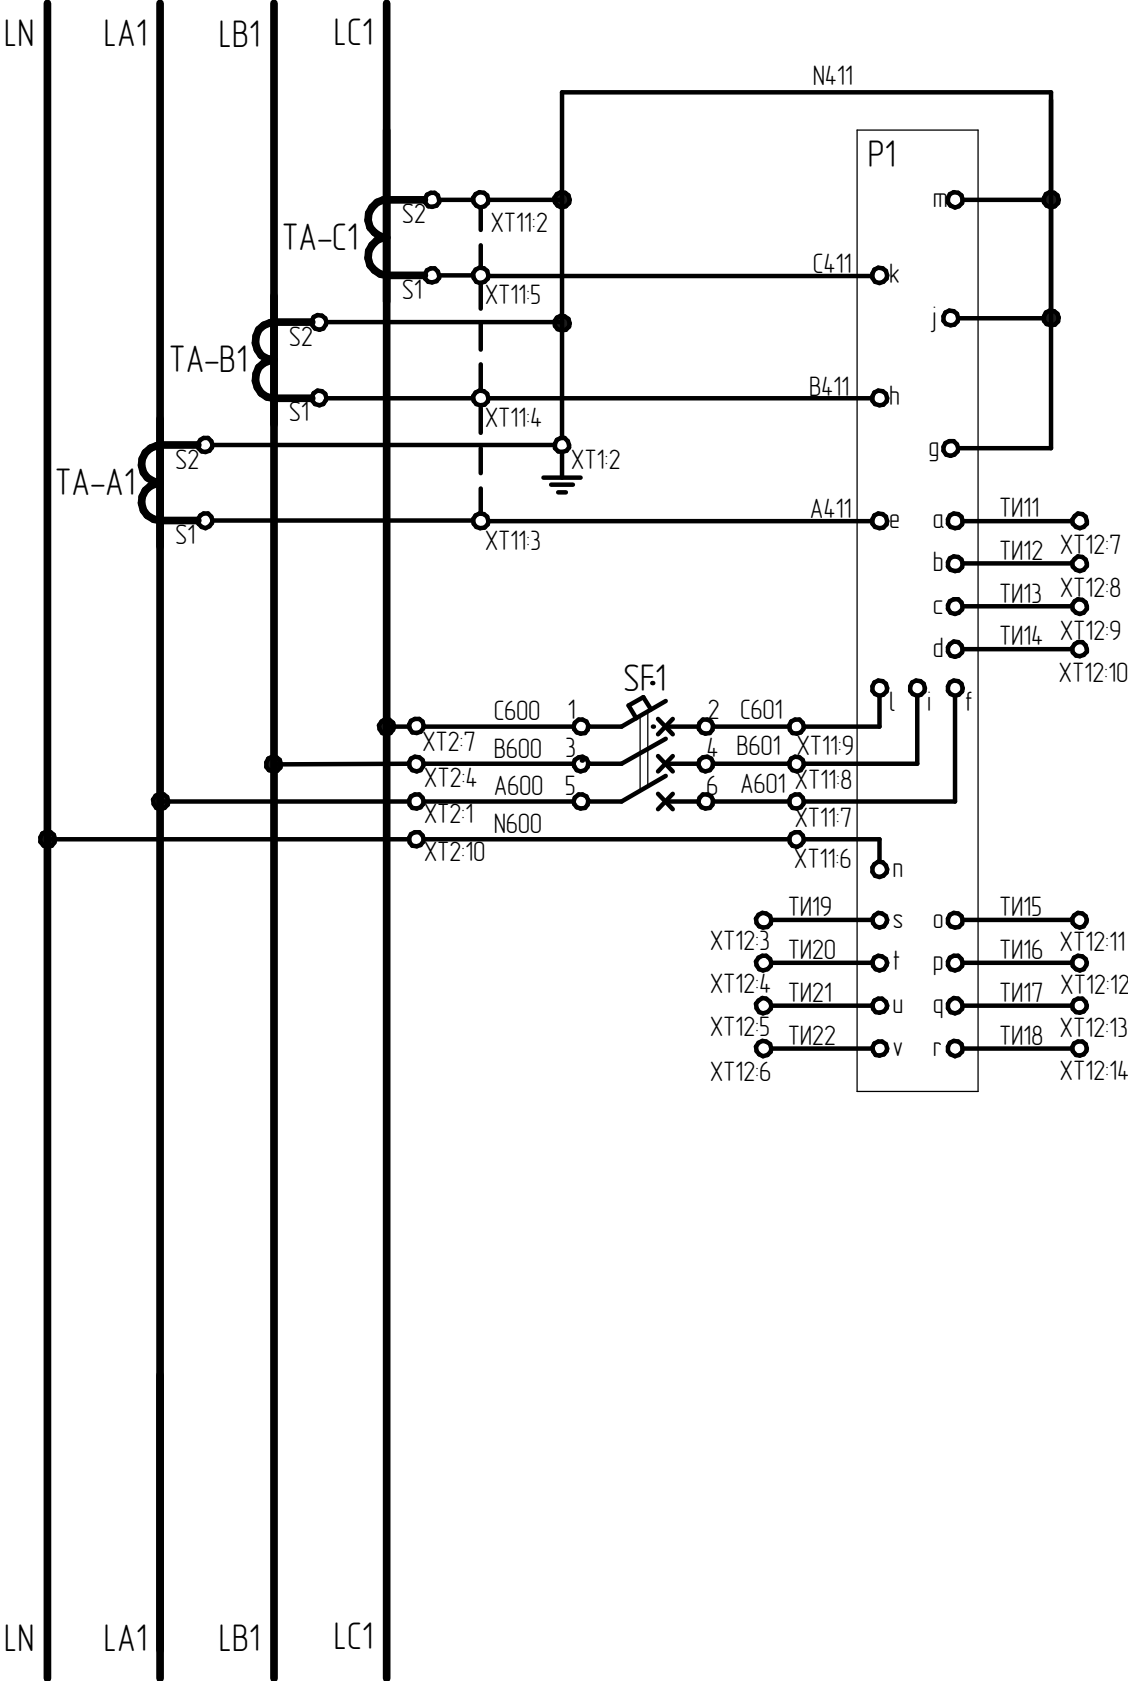 LN LA1 LB1 LC1
N411
P1
m
S2 XT11:2
TA-C1
C411 k
S1 XT11:5
j
S2
TA-B1
B411 h
S1 XT11:4
g
S2 XT1:2
TA-A1
A411 e a ТИ11
S1 XT11:3 XT12:7
b ТИ12
XT12:8
c ТИ13
XT12:9
d ТИ14
XT12:10
SF1
l i f
C600 1 2 C601
XT2:7 XT11:9
B600 3 4 B601
XT2:4 XT11:8
A600 5 6 A601
XT2:1 XT11:7
N600
XT2:10 XT11:6
n
ТИ19 s o ТИ15
XT12:3 XT12:11
ТИ20 t p ТИ16
XT12:4 XT12:12
ТИ21 u q ТИ17
XT12:5 XT12:13
ТИ22 v r ТИ18
XT12:6 XT12:14
LN LA1 LB1 LC1